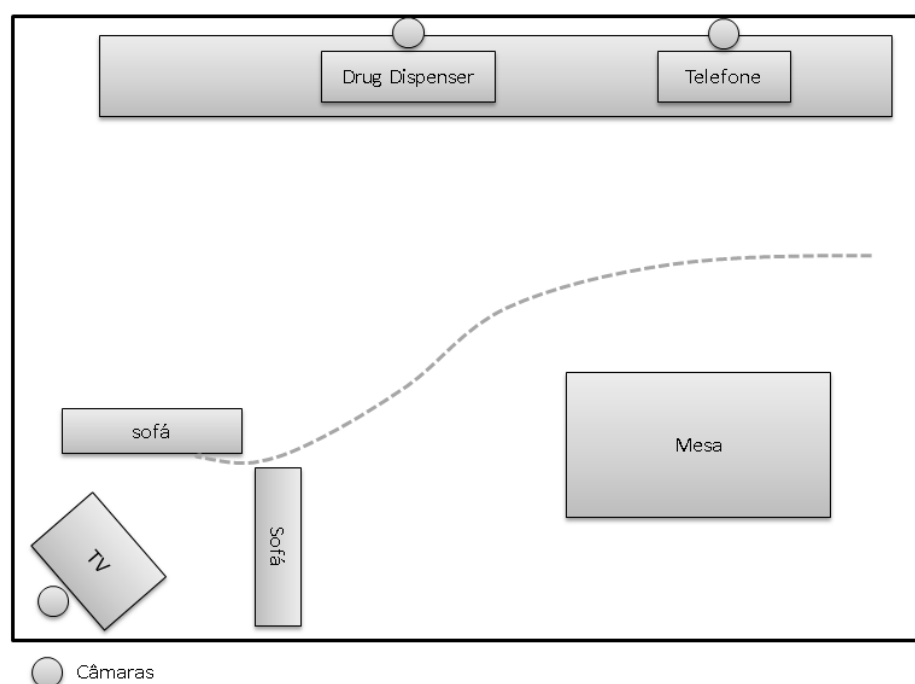 Drug Dispenser
Telefone
sofá
Mesa
Sofá
TV
Câmaras